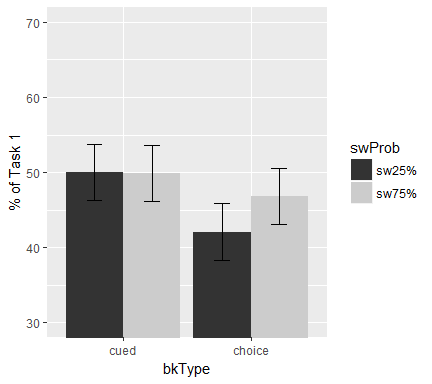 70
60
50
40
30
% of Task 1
cued
choice
bkType
swProb
sw25%
sw75%